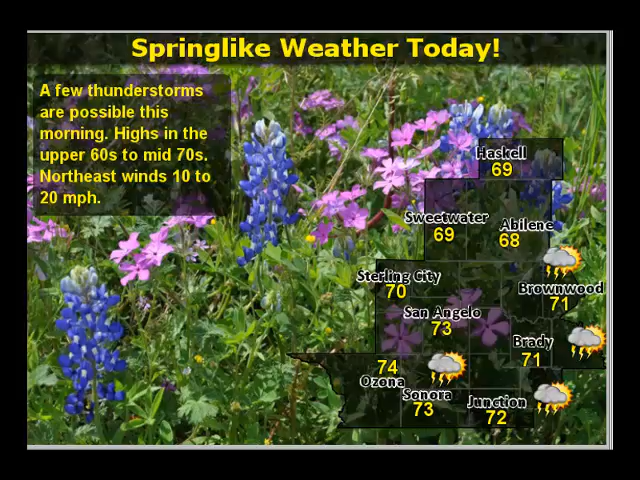 Springlike Weather Today!
A few thunderstorms
are possible this
morning. Highs in the
upper 60s to mid 70s.
Northeast winds 10 to
20 mph.
Haskell
69
Sweetwater
69
Abilene
68
Sterling City
70
Brownwood
71
San Angelo
73
Brady
71
74
Ozona
Sonora
73
Junction
72